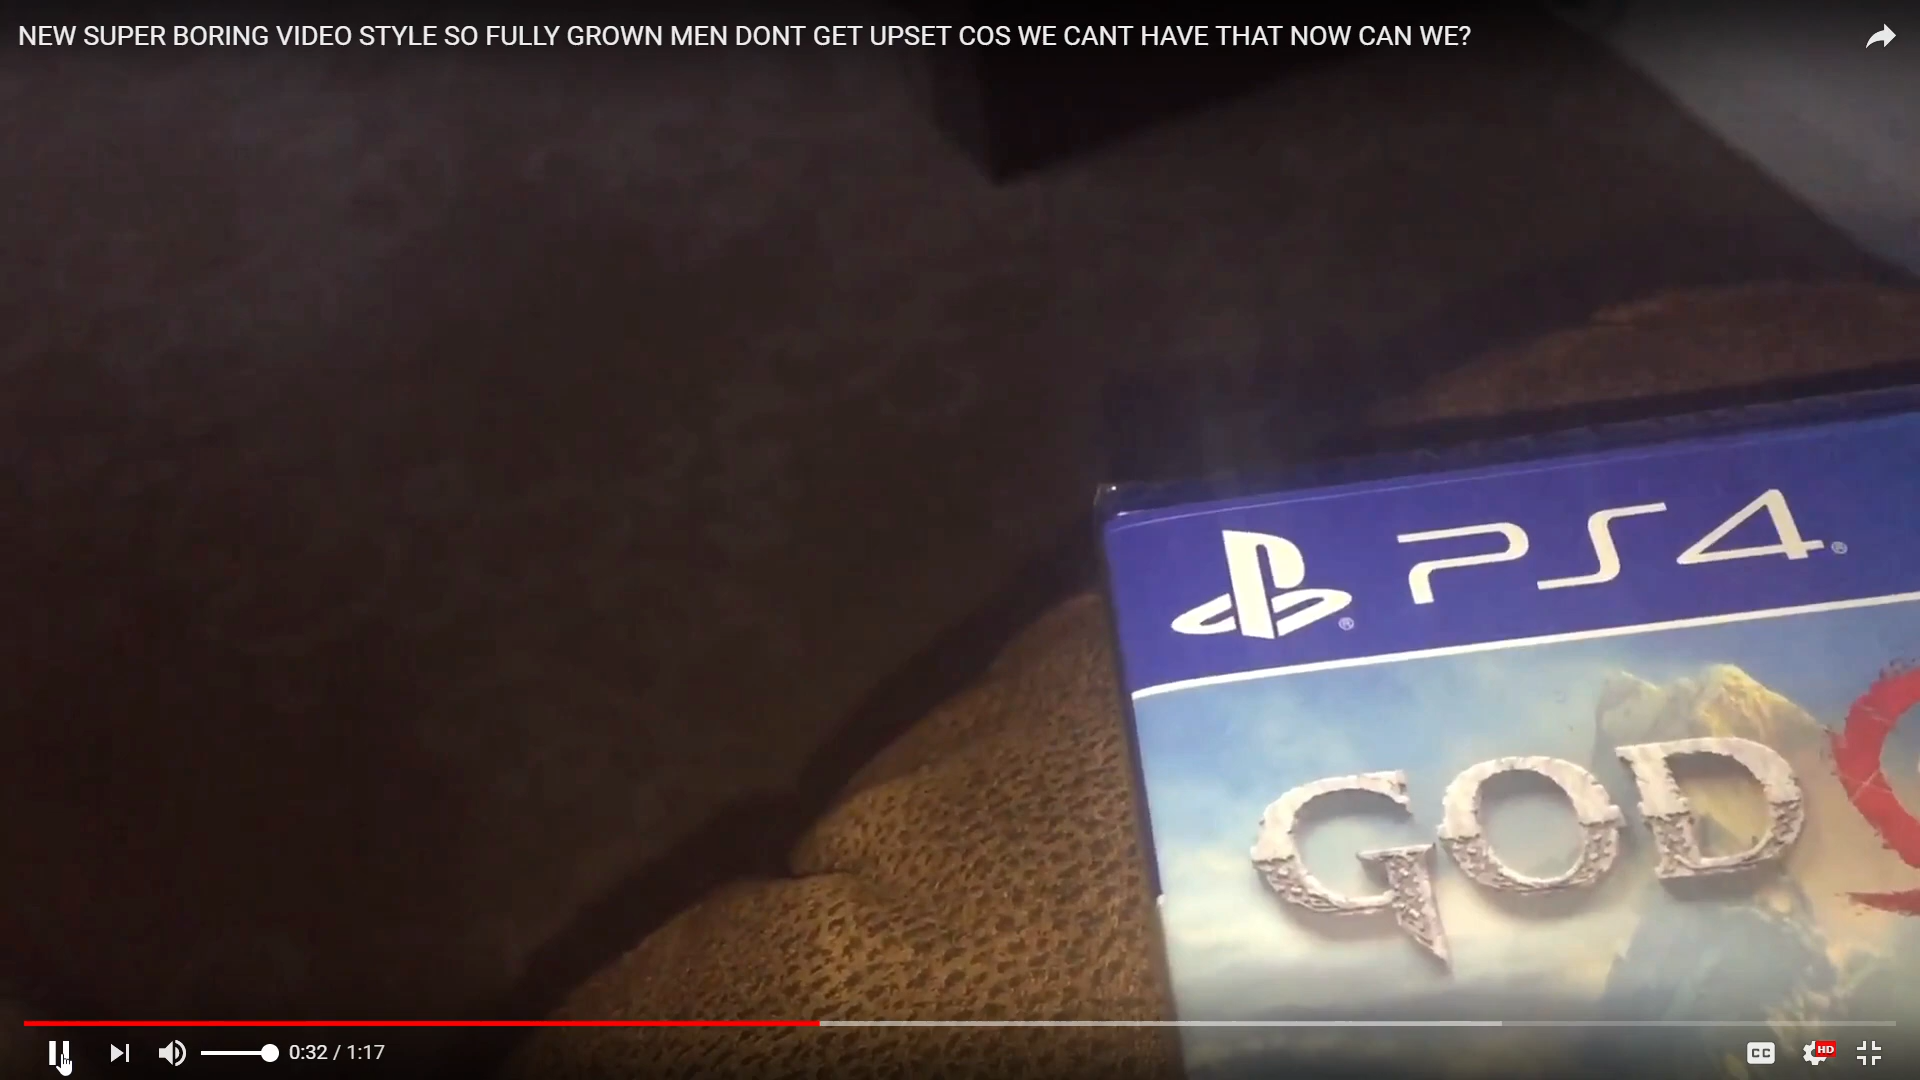 NEW SUPER BORING VIDEO STYLE SO FULLY GROWN MEN DONT GET UPSET COS WE CANT HAVE THAT NOW CAN WE?
PS4
GOD
0:32 / 1:17
CC
HD